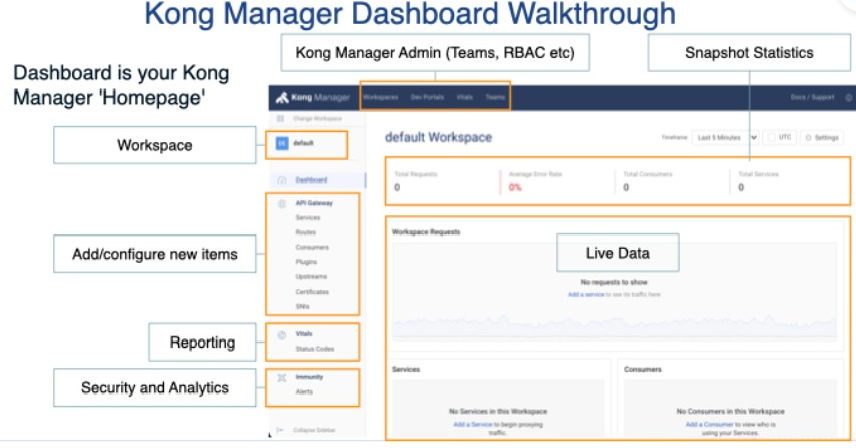 Kong Manager Dashboard Walkthrough
Kong Manager Admin (Teams, RBAC etc)
Snapshot Statistics
Dashboard is your Kong
Manager 'Homepage'
Kong Manager
Workspaces Dev Portals Vitals Teams
Docs / Support
Change Workspace
Workspace
DE default
default Workspace
Timeframe Last 5 Minutes UTC Settings
Dashboard
Total Requests
0
Average Error Rate
0%
Total Consumers
0
Total Services
0
Add/configure new items
API Gateway
Services
Routes
Consumers
Plugins
Upstreams
Certificates
SNIs
Workspace Requests
Live Data
No requests to show
Add a service to see its traffic here
Reporting
Vitals
Status Codes
Security and Analytics
Immunity
Alerts
Collapse Sidebar
Services
No Services in this Workspace
Add a Service to begin proxying
traffic.
Consumers
No Consumers in this Workspace
Add a Consumer to view who is
using your Services.